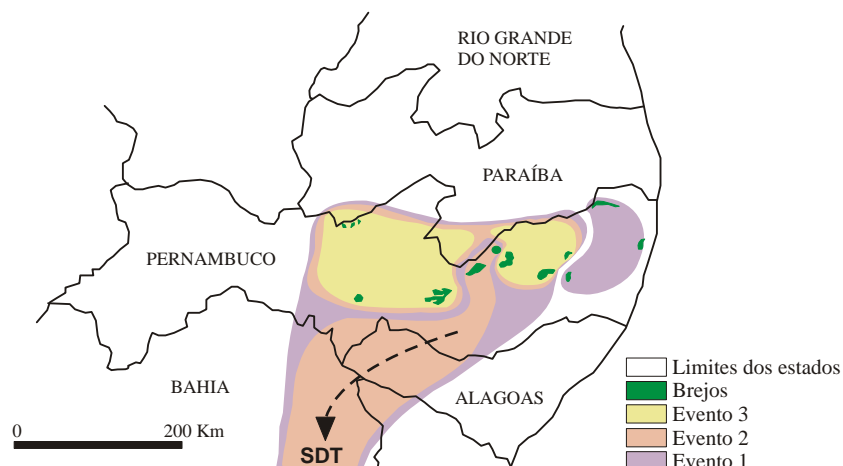 RIO GRANDE
DO NORTE
PARAÍBA
PERNAMBUCO
BAHIA
ALAGOAS
0 200 Km
SDT
Limites dos estados
Brejos
Evento 3
Evento 2
Evento 1